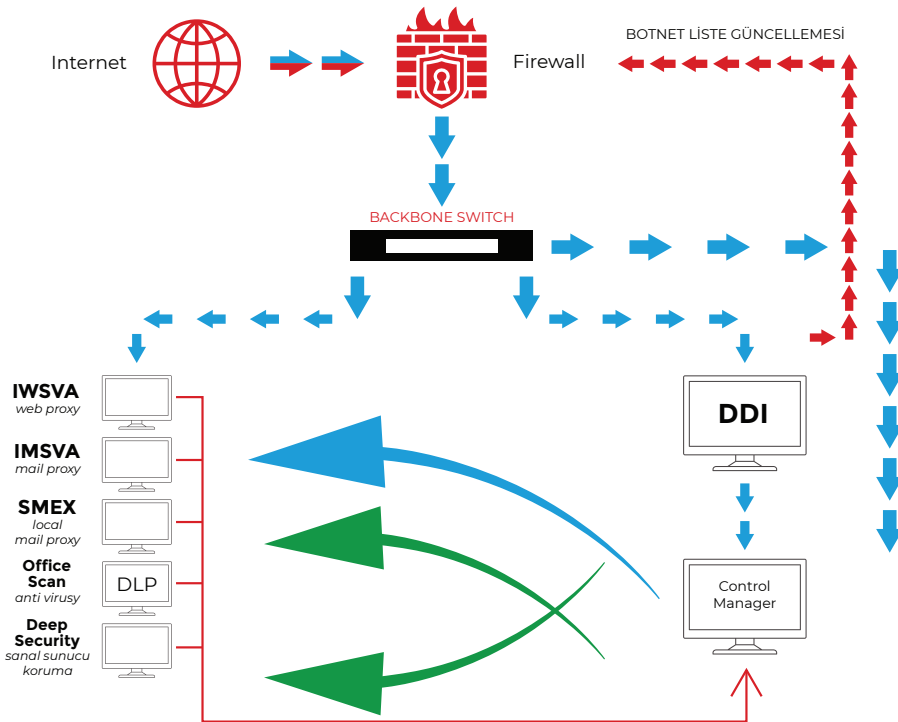 Internet
Firewall
BOTNET LİSTE GÜNCELLEMESİ
BACKBONE SWITCH
IWSVA
web proxy
IMSVA
mail proxy
SMEX
local
mail proxy
Office
Scan
anti virusy
DLP
Deep
Security
sanal sunucu
koruma
DDI
Control
Manager